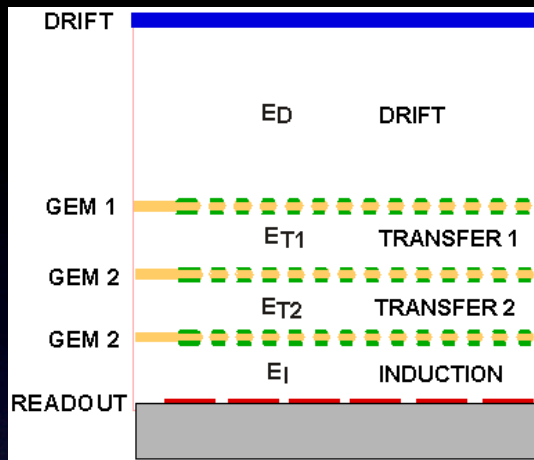 DRIFT
ED DRIFT
GEM 1
ET1 TRANSFER 1
GEM 2
ET2 TRANSFER 2
GEM 2
EI INDUCTION
READOUT